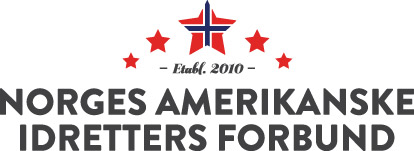 – Etabl. 2010 –
NORGES AMERIKANSKE
IDRETTERS FORBUND